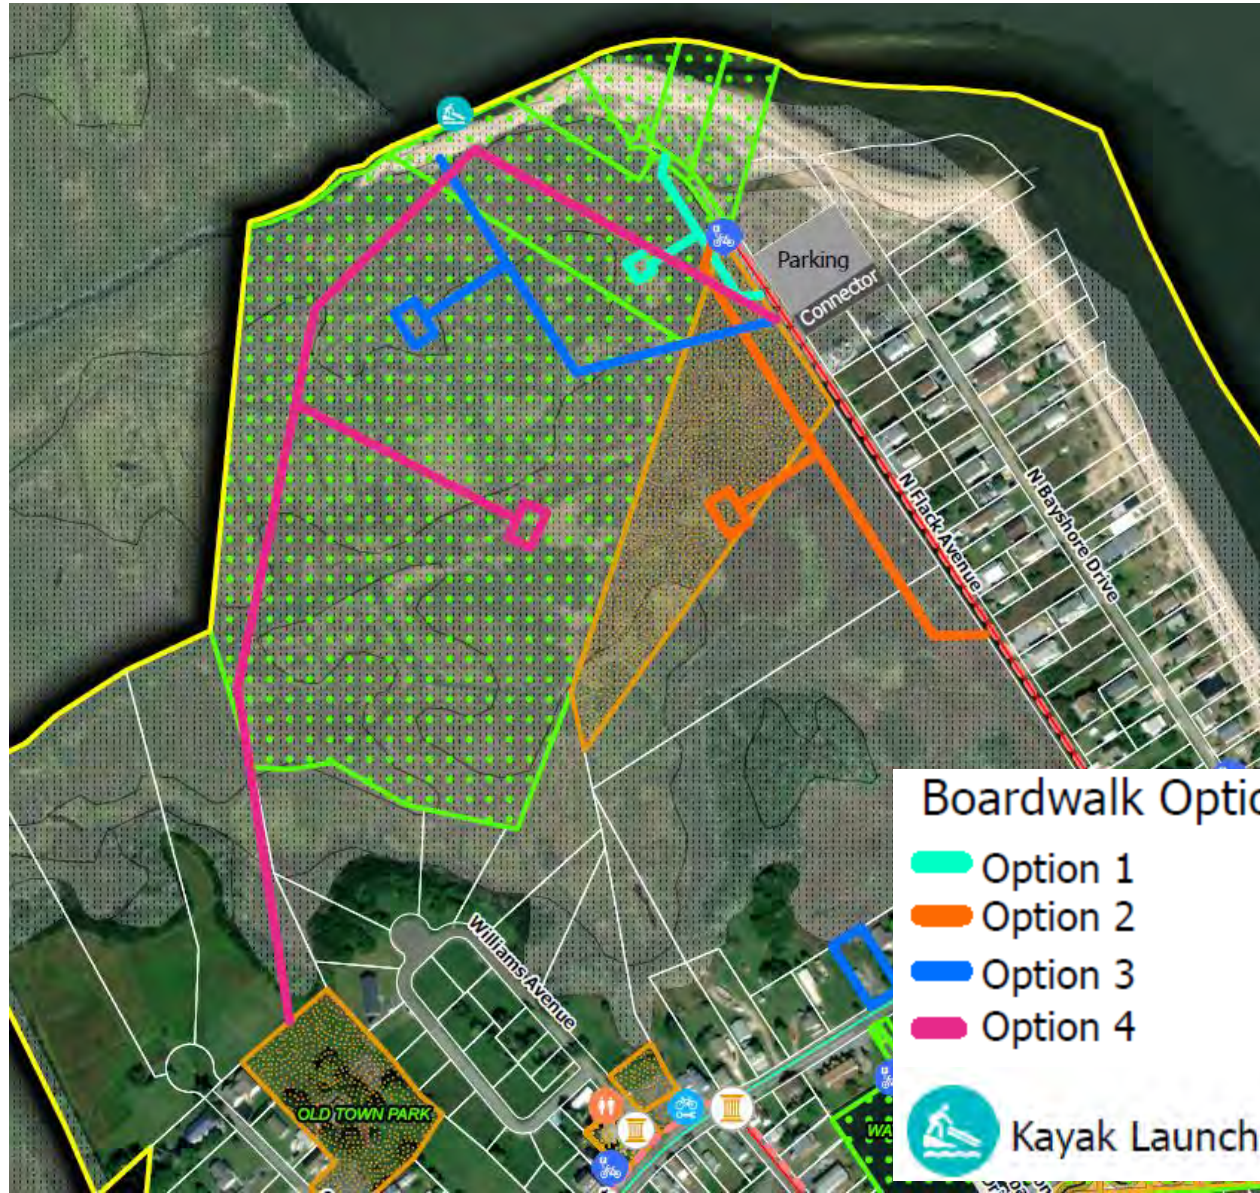 Parking
Connector
N Flack Avenue
N Bayshore Drive
Williams Avenue
OLD TOWN PARK
WA
Boardwalk Optio
Option 1
Option 2
Option 3
Option 4
Kayak Launch